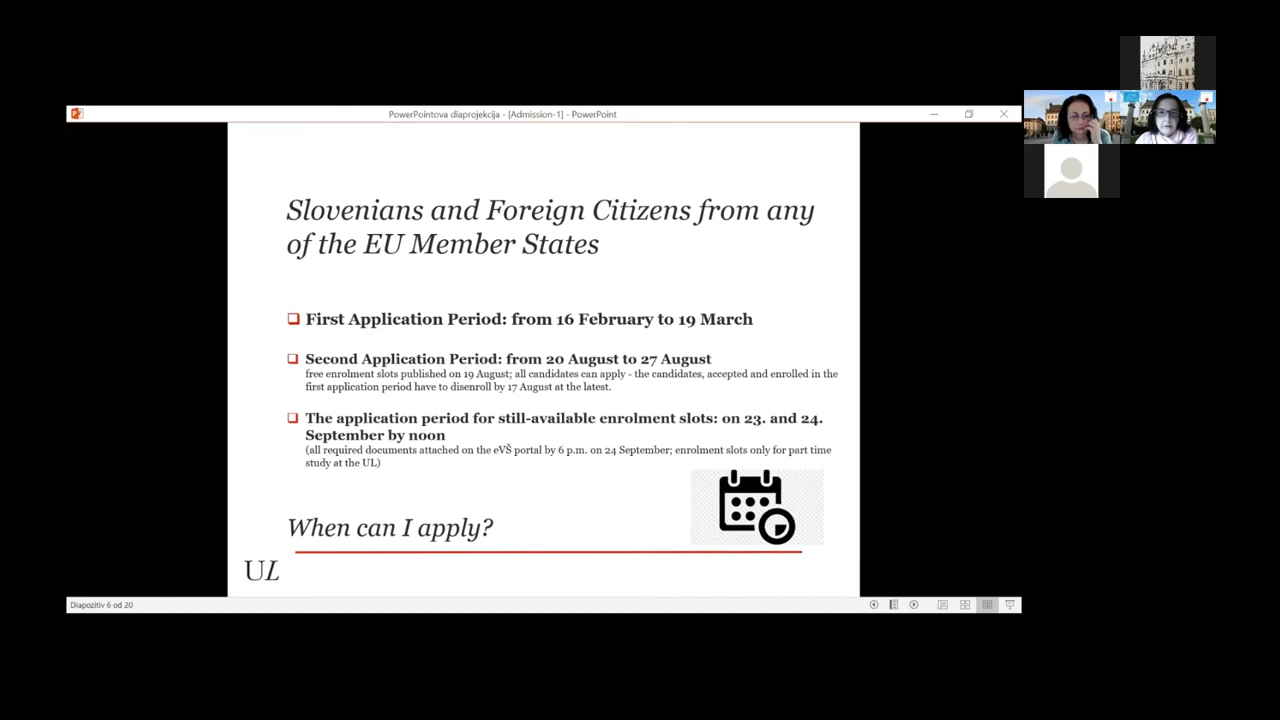 PowerPointova diaprojekcija - [Admission-1] - PowerPoint
Slovenians and Foreign Citizens from any
of the EU Member States
First Application Period: from 16 February to 19 March
Second Application Period: from 20 August to 27 August
free enrolment slots published on 19 August; all candidates can apply - the candidates, accepted and enrolled in the
first application period have to disenroll by 17 August at the latest.
The application period for still-available enrolment slots: on 23. and 24.
September by noon
(all required documents attached on the eVŠ portal by 6 p.m. on 24 September; enrolment slots only for part time
study at the UL)
When can I apply?
UL
Diapozitiv 6 od 20